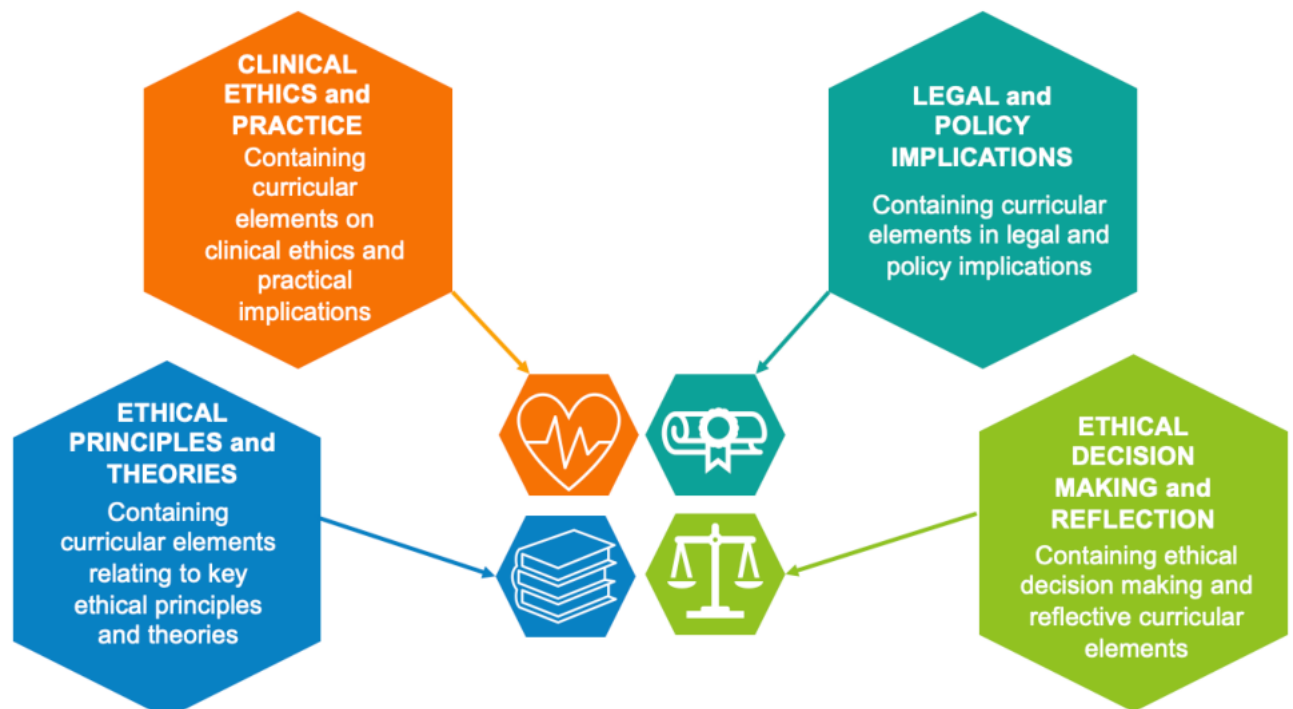 CLINICAL
ETHICS and
PRACTICE
Containing
curricular
elements on
clinical ethics and
practical
implications
LEGAL and
POLICY
IMPLICATIONS
Containing curricular
elements in legal and
policy implications
ETHICAL
PRINCIPLES and
THEORIES
Containing
curricular elements
relating to key
ethical principles
and theories
ETHICAL
DECISION
MAKING and
REFLECTION
Containing ethical
decision making and
reflective curricular
elements